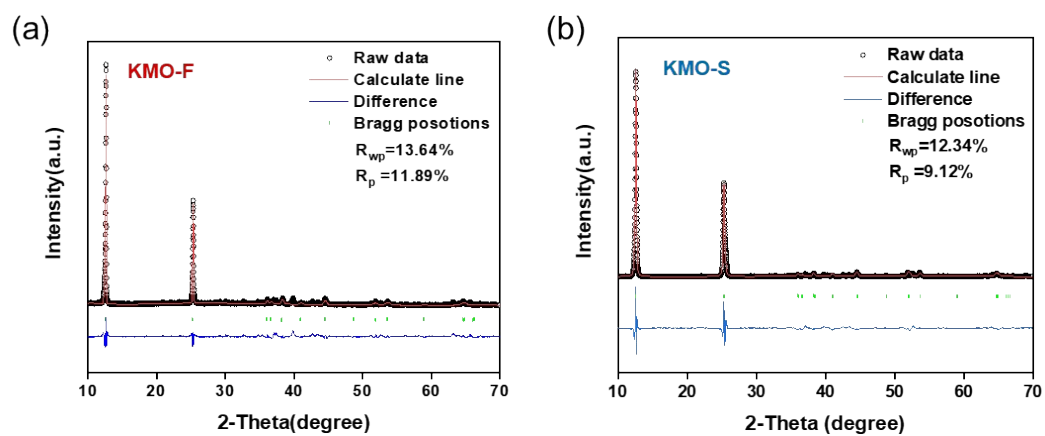 (a)
KMO-F
Raw data
Calculate line
Difference
Bragg posotions
Rwp=13.64%
Rp =11.89%
Intensity(a.u.)
10 20 30 40 50 60 70
2-Theta(degree)
(b)
KMO-S
Raw data
Calculate line
Difference
Bragg posotions
Rwp=12.34%
Rp =9.12%
Intensity(a.u.)
10 20 30 40 50 60 70
2-Theta (degree)